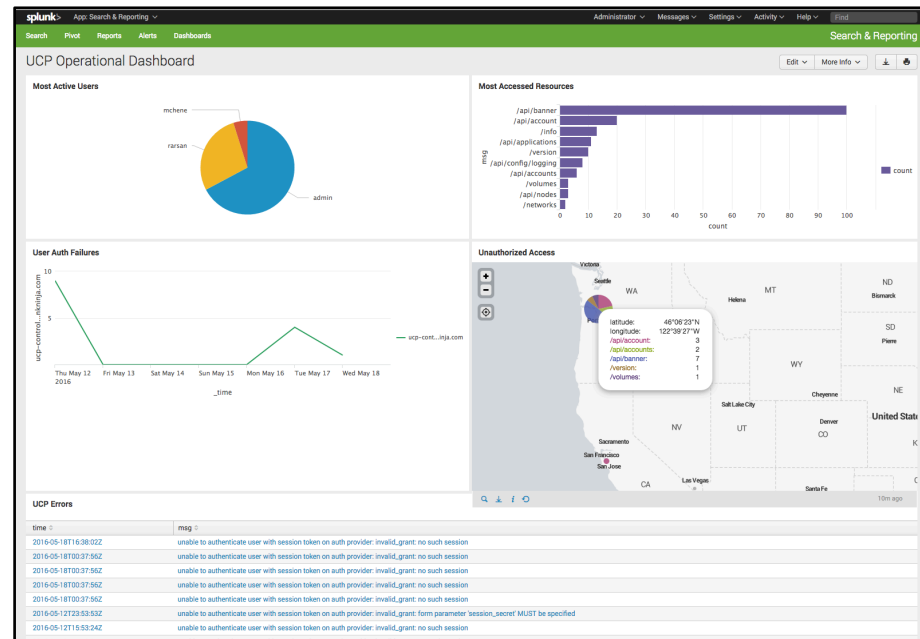 splunk> App: Search & Reporting Administrator Messages Settings Activity Help Find
Search Pivot Reports Alerts Dashboards Search & Reporting
UCP Operational Dashboard Edit More Info
Most Active Users
mchene
rarsan
admin
Most Accessed Resources
msg
/api/banner
/api/account
/info
/api/applications
/version
/api/config/logging
/api/accounts
/volumes
/api/nodes
/networks
0 10 20 30 40 50 60 70 80 90 100
count
count
User Auth Failures
ucp-control...nkninja.com
10
5
Thu May 12 Fri May 13 Sat May 14 Sun May 15 Mon May 16 Tue May 17 Wed May 18
2016
_time
ucp-cont...inja.com
Unauthorized Access
Victoria
Seattle
WA
Helena
MT
ND
Bismarck
SD
Pierre
WY
NE
Cheyenne
Salt Lake City
Denver
United State
NV
UT
CO
K
Sacramento
San Francisco
San Jose
CA
Las Vegas
Santa Fe
latitude: 46°06'23"N
longitude: 122°39'27"W
/api/account: 3
/api/accounts: 2
/api/banner: 7
/version: 1
/volumes: 1
10m ago
UCP Errors
time msg
2016-05-18T16:38:02Z unable to authenticate user with session token on auth provider: invalid_grant: no such session
2016-05-18T00:37:56Z unable to authenticate user with session token on auth provider: invalid_grant: no such session
2016-05-18T00:37:56Z unable to authenticate user with session token on auth provider: invalid_grant: no such session
2016-05-18T00:37:56Z unable to authenticate user with session token on auth provider: invalid_grant: no such session
2016-05-18T00:37:56Z unable to authenticate user with session token on auth provider: invalid_grant: no such session
2016-05-12T23:53:53Z unable to authenticate user with session token on auth provider: invalid_grant: form parameter 'session_secret' MUST be specified
2016-05-12T15:53:24Z unable to authenticate user with session token on auth provider: invalid_grant: no such session